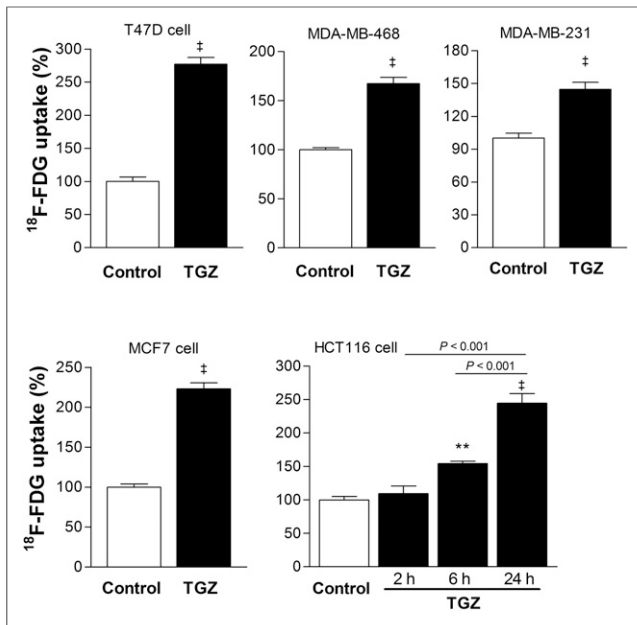 T47D cell
MDA-MB-468
MDA-MB-231
¹⁸F-FDG uptake (%)
300
250
200
150
100
50
0
‡
Control TGZ
200
150
100
50
0
‡
Control TGZ
180
150
120
90
60
30
0
‡
Control TGZ
MCF7 cell
HCT116 cell
¹⁸F-FDG uptake (%)
250
200
150
100
50
0
‡
Control TGZ
P < 0.001
P < 0.001
300
250
200
150
100
50
0
**
‡
Control
2 h 6 h 24 h
TGZ